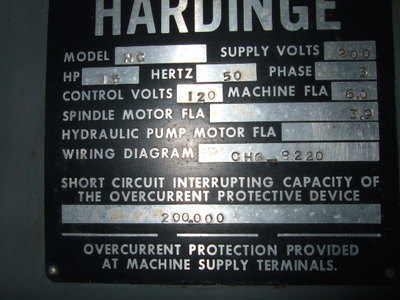 HARDINGE
MODEL HC SUPPLY VOLTS 200
HP HERTZ 50 PHASE 3
CONTROL VOLTS 120 MACHINE FLA
SPINDLE MOTOR FLA
HYDRAULIC PUMP MOTOR FLA
WIRING DIAGRAM
SHORT CIRCUIT INTERRUPTING CAPACITY OF
THE OVERCURRENT PROTECTIVE DEVICE
200.000
OVERCURRENT PROTECTION PROVIDED
AT MACHINE SUPPLY TERMINALS.